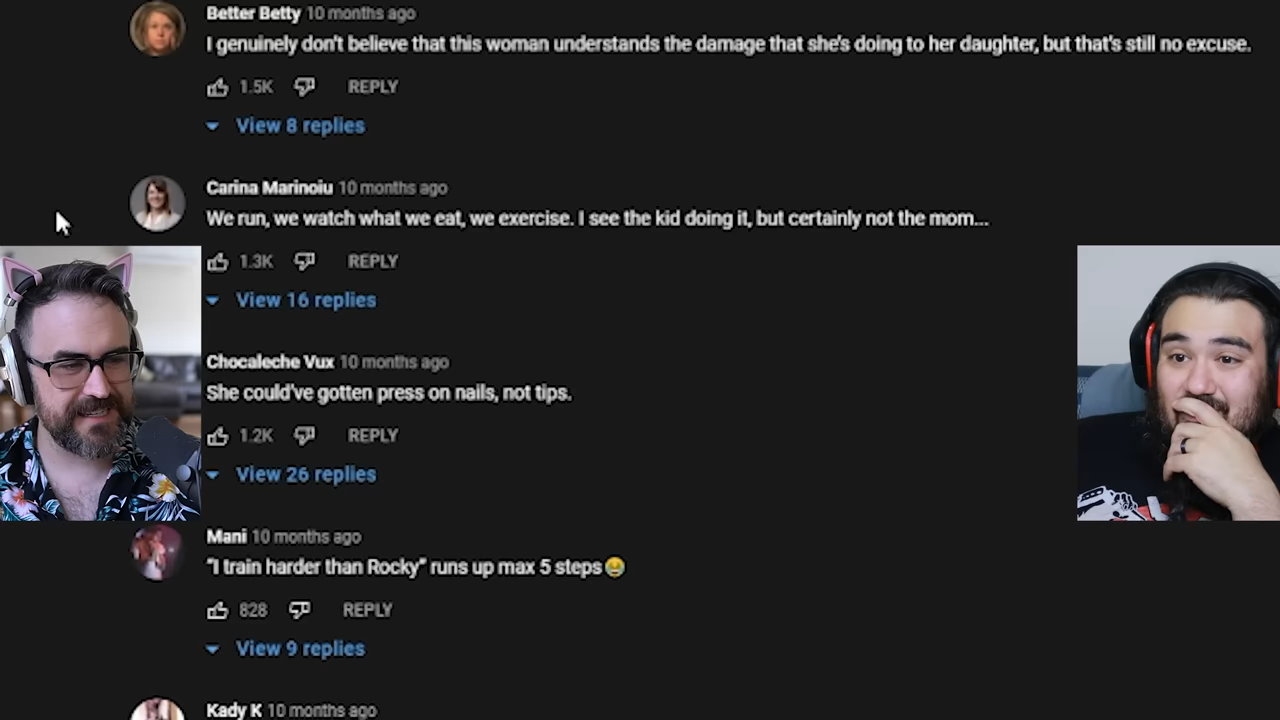 Better Betty 10 months ago
I genuinely don't believe that this woman understands the damage that she's doing to her daughter, but that's still no excuse.
1.5K REPLY
View 8 replies
Carina Marinoiu 10 months ago
We run, we watch what we eat, we exercise. I see the kid doing it, but certainly not the mom...
1.3K REPLY
View 16 replies
Chocaleche Vux 10 months ago
She could've gotten press on nails, not tips.
1.2K REPLY
View 26 replies
Mani 10 months ago
"I train harder than Rocky" runs up max 5 steps😂
828 REPLY
View 9 replies
Kady K 10 months ago